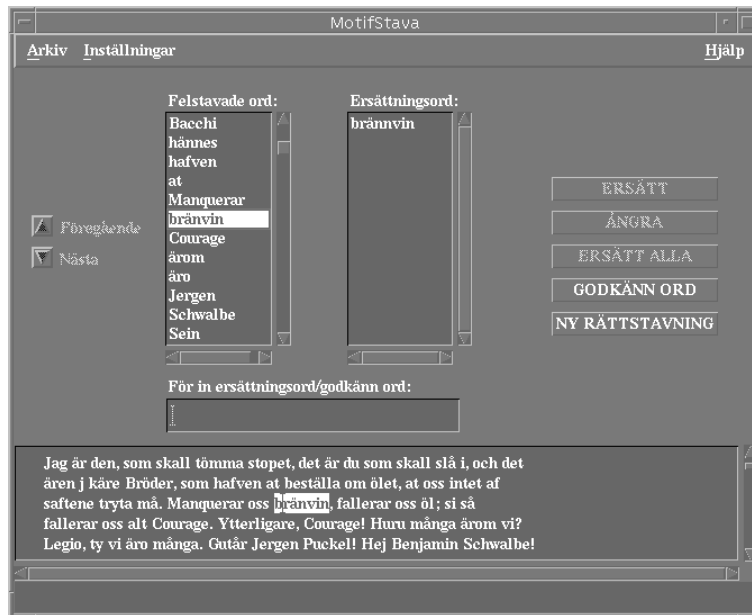 MotifStava
Arkiv Inställningar Hjälp
Felstavade ord:
Bacchi
hännes
hafven
at
Manquerar
bränvin
Courage
ärom
äro
Jergen
Schwalbe
Sein
Ersättningsord:
brännvin
Föregående
Nästa
ERSÄTT
ÅNGRA
ERSÄTT ALLA
GODKÄNN ORD
NY RÄTTSTAVNING
För in ersättningsord/godkänn ord:
Jag är den, som skall tömma stopet, det är du som skall slå i, och det
ären j käre Bröder, som hafven at beställa om ölet, at oss intet af
saftene tryta må. Manquerar oss bränvin, fallerar oss öl; si så
fallerar oss alt Courage. Ytterligare, Courage! Huru många ärom vi?
Legio, ty vi äro många. Gutår Jergen Puckel! Hej Benjamin Schwalbe!